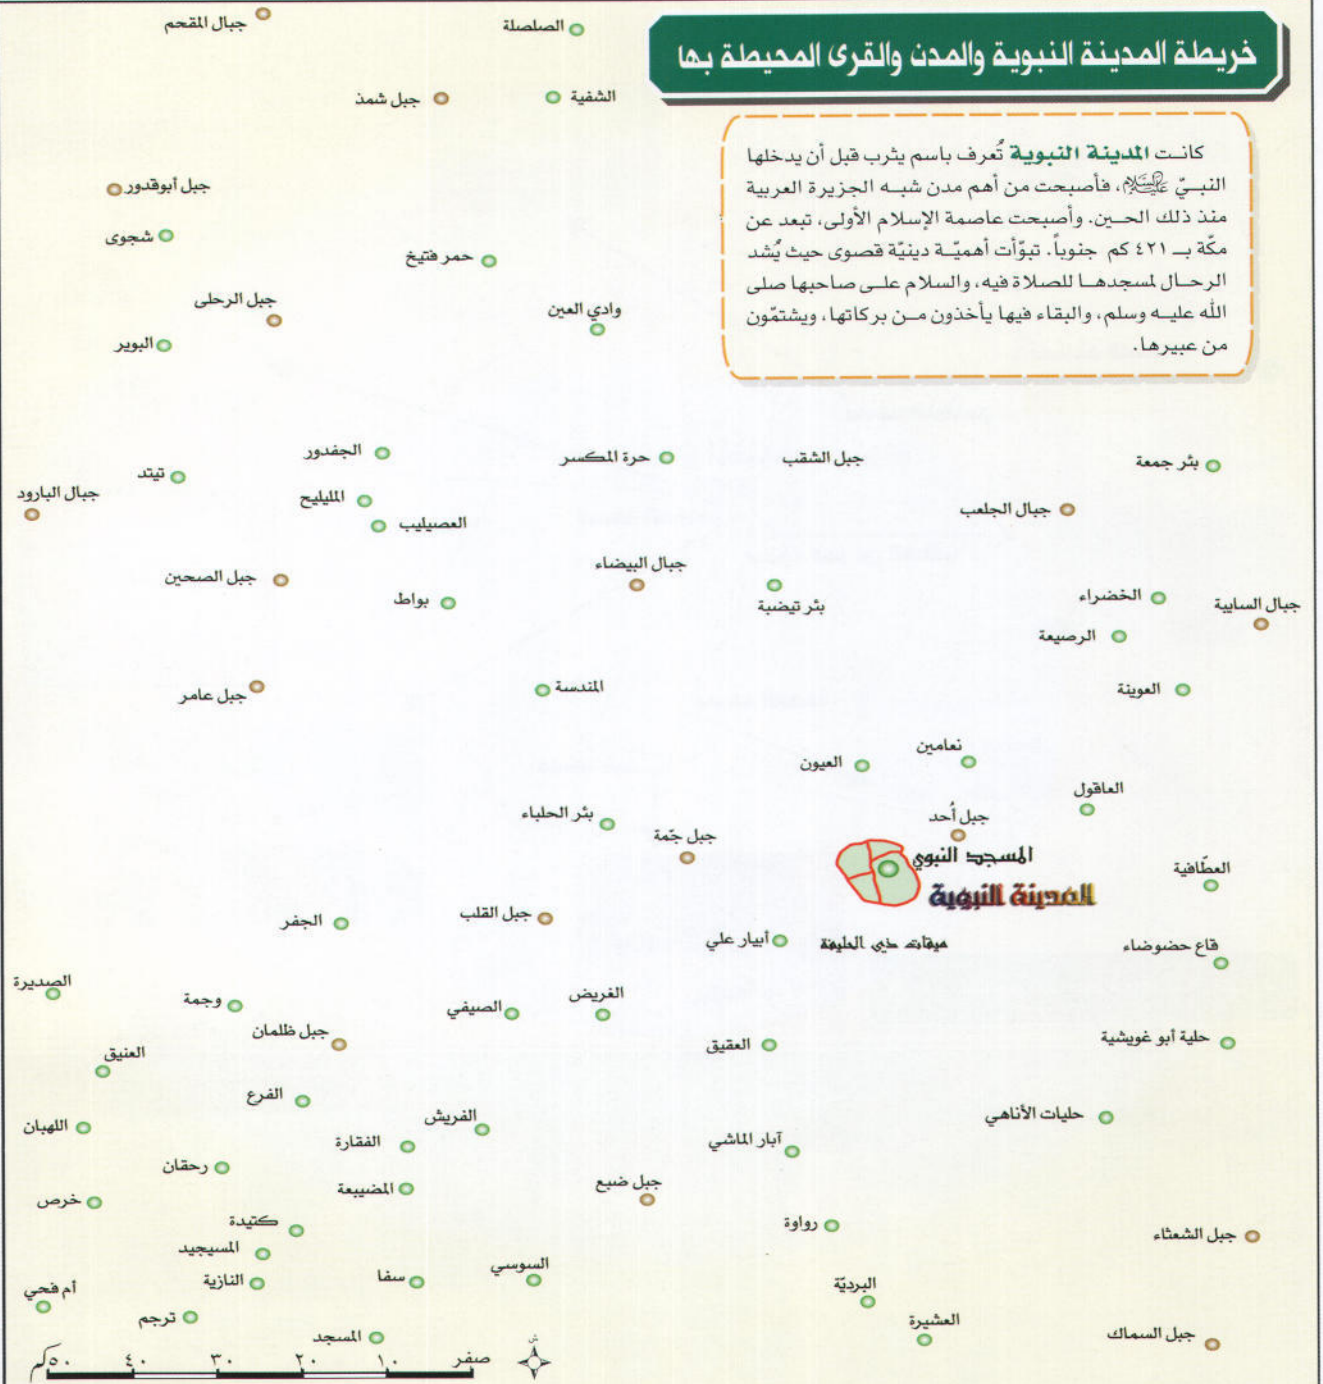 خريطة المدينة النبوية والمدن والقرى المحيطة بها
كانت المدينة النبوية تُعرف باسم يثرب قبل أن يدخلها
النبيّ ﷺ، فأصبحت من أهم مدن شبه الجزيرة العربية
منذ ذلك الحين. وأصبحت عاصمة الإسلام الأولى، تبعد عن
مكّة بـ ٤٢١ كم جنوباً. تبوّأت أهميّة دينيّة قصوى حيث يُشد
الرحال لمسجدها للصلاة فيه، والسلام على صاحبها صلى
الله عليه وسلم، والبقاء فيها يأخذون من بركاتها، ويشتمّون
من عبيرها.
الصلصلة
جبال المقحم
الشفية
جبل شمذ
جبل أبوقدور
شجوى
حمر فتيخ
جبل الرحلى
وادي العين
البوير
بئر جمعة
جبل الشقب
حرة المكسر
الجفدور
تيتد
جبال البارود
المليليح
جبال الجلعب
العصيليب
جبال البيضاء
جبل الصحين
بواط
بئر تيضبة
الخضراء
جبال السايبة
الرصيعة
العوينة
المندسة
جبل عامر
نعامين
العيون
العاقول
جبل أُحد
بئر الحلباء
جبل جّمة
المسجد النبوي
العطّافية
المدينة النبوية
جبل القلب
الجفر
أبيار علي
ميقات ذي الحليفة
قاع حضوضاء
الصديرة
وجمة
الصيفي
الغريض
جبل ظلمان
العقيق
حلية أبو غويشية
العنيق
الفرع
الفريش
حليات الأناهي
اللهبان
الفقارة
آبار الماشي
رحقان
المضيبعة
جبل ضبع
خرص
كتيدة
رواوة
جبل الشعثاء
المسيجيد
النازية
سفا
السوسي
البرديّة
أم فحي
ترجم
المسجد
العشيرة
جبل السماك
ش
صفر ١٠ ٢٠ ٣٠ ٤٠ ٥٠ كم